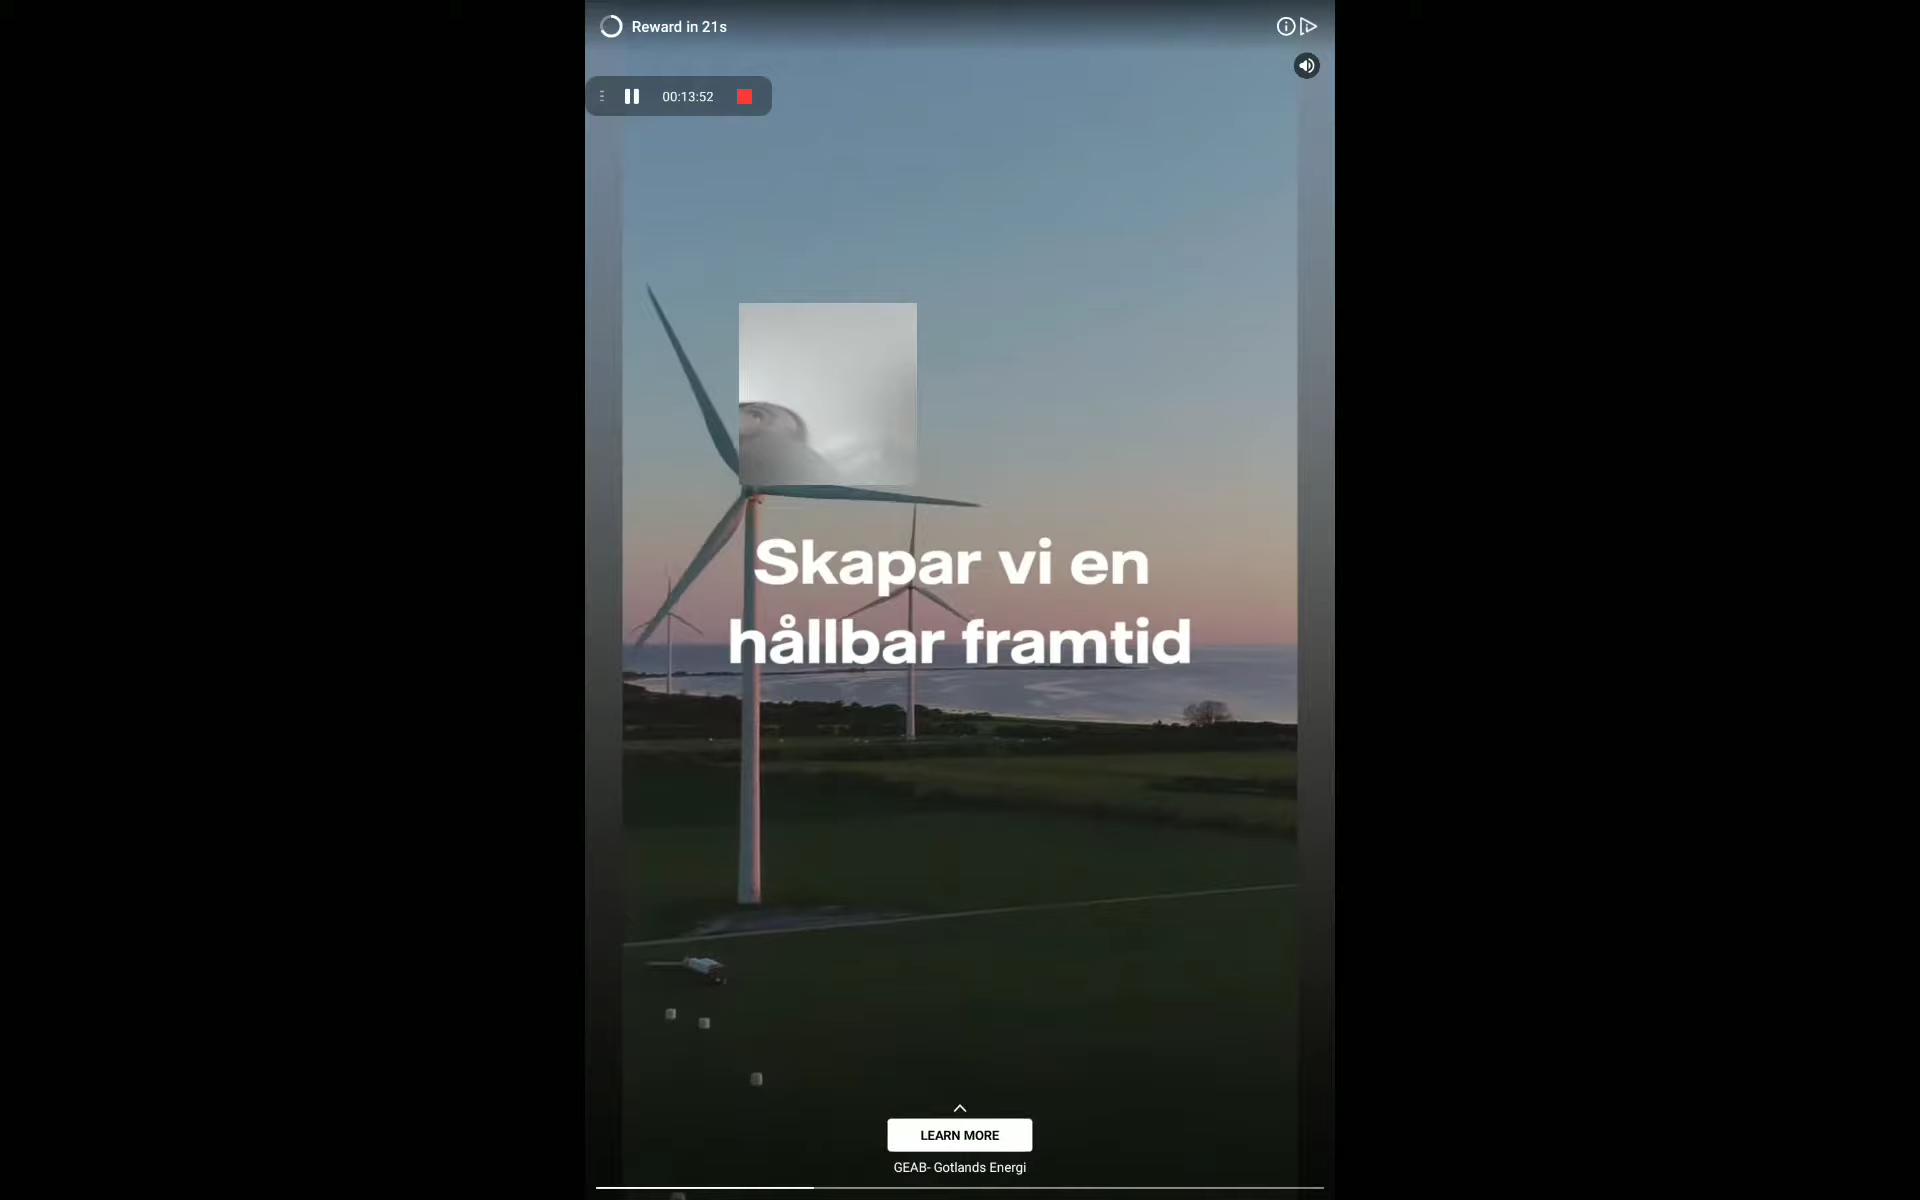 Reward in 21s
00:13:52
Skapar vi en
hållbar framtid
LEARN MORE
GEAB- Gotlands Energi